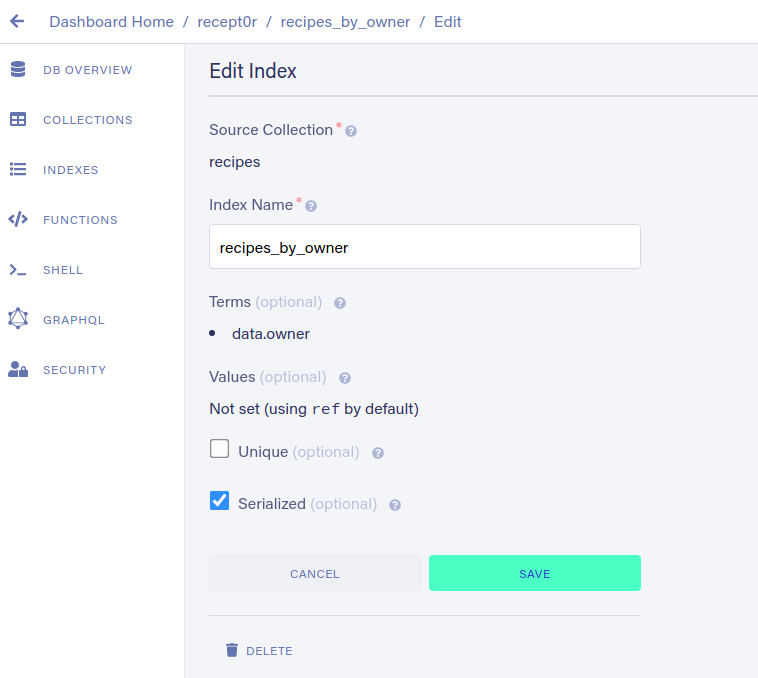 Dashboard Home / recept0r / recipes_by_owner / Edit
DB OVERVIEW
COLLECTIONS
INDEXES
FUNCTIONS
SHELL
GRAPHQL
SECURITY
Edit Index
Source Collection * ?
recipes
Index Name * ?
recipes_by_owner
Terms (optional) ?
• data.owner
Values (optional) ?
Not set (using ref by default)
Unique (optional) ?
Serialized (optional) ?
CANCEL SAVE
DELETE